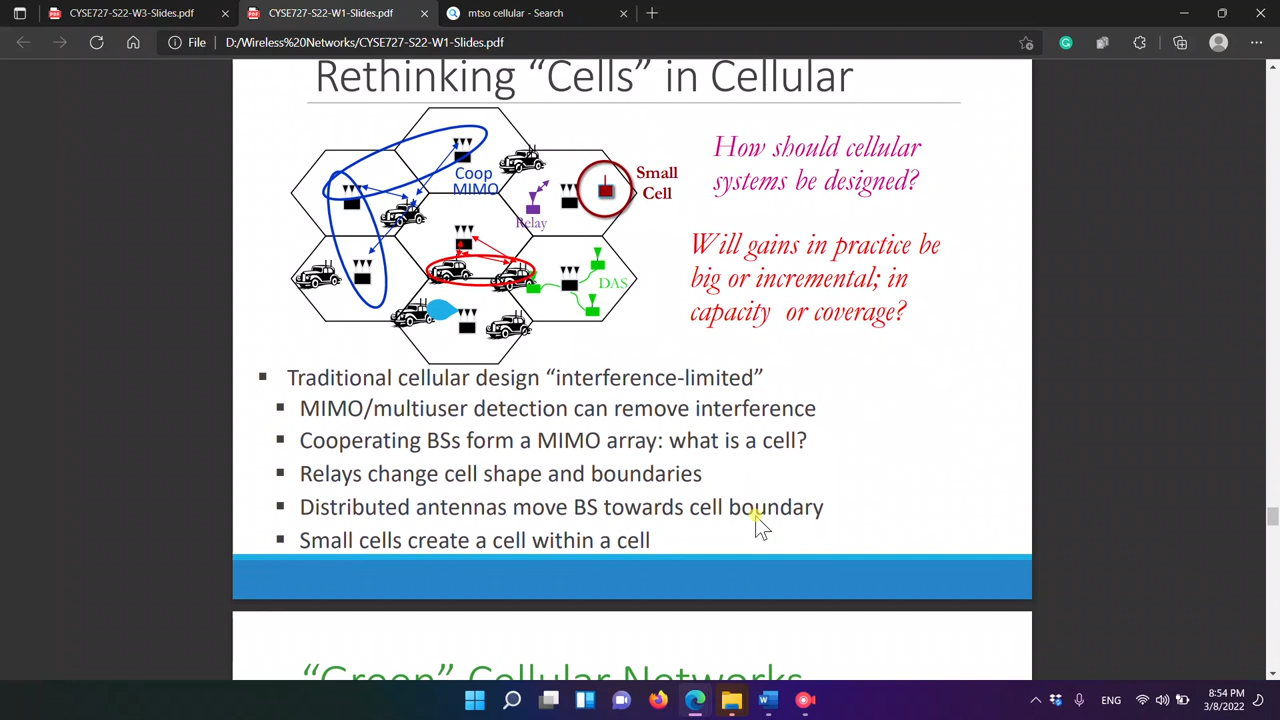 CYSE727-S22-W3-Slides.pdf
CYSE727-S22-W1-Slides.pdf
mtso cellular - Search
File
D:/Wireless%20Networks/CYSE727-S22-W1-Slides.pdf
Rethinking “Cells” in Cellular
Coop
MIMO
Small
Cell
Relay
DAS
How should cellular
systems be designed?
Will gains in practice be
big or incremental; in
capacity or coverage?
Traditional cellular design “interference-limited”
MIMO/multiuser detection can remove interference
Cooperating BSs form a MIMO array: what is a cell?
Relays change cell shape and boundaries
Distributed antennas move BS towards cell boundary
Small cells create a cell within a cell
“Green” Cellular Networks
ENG
8:54 PM
3/8/2022